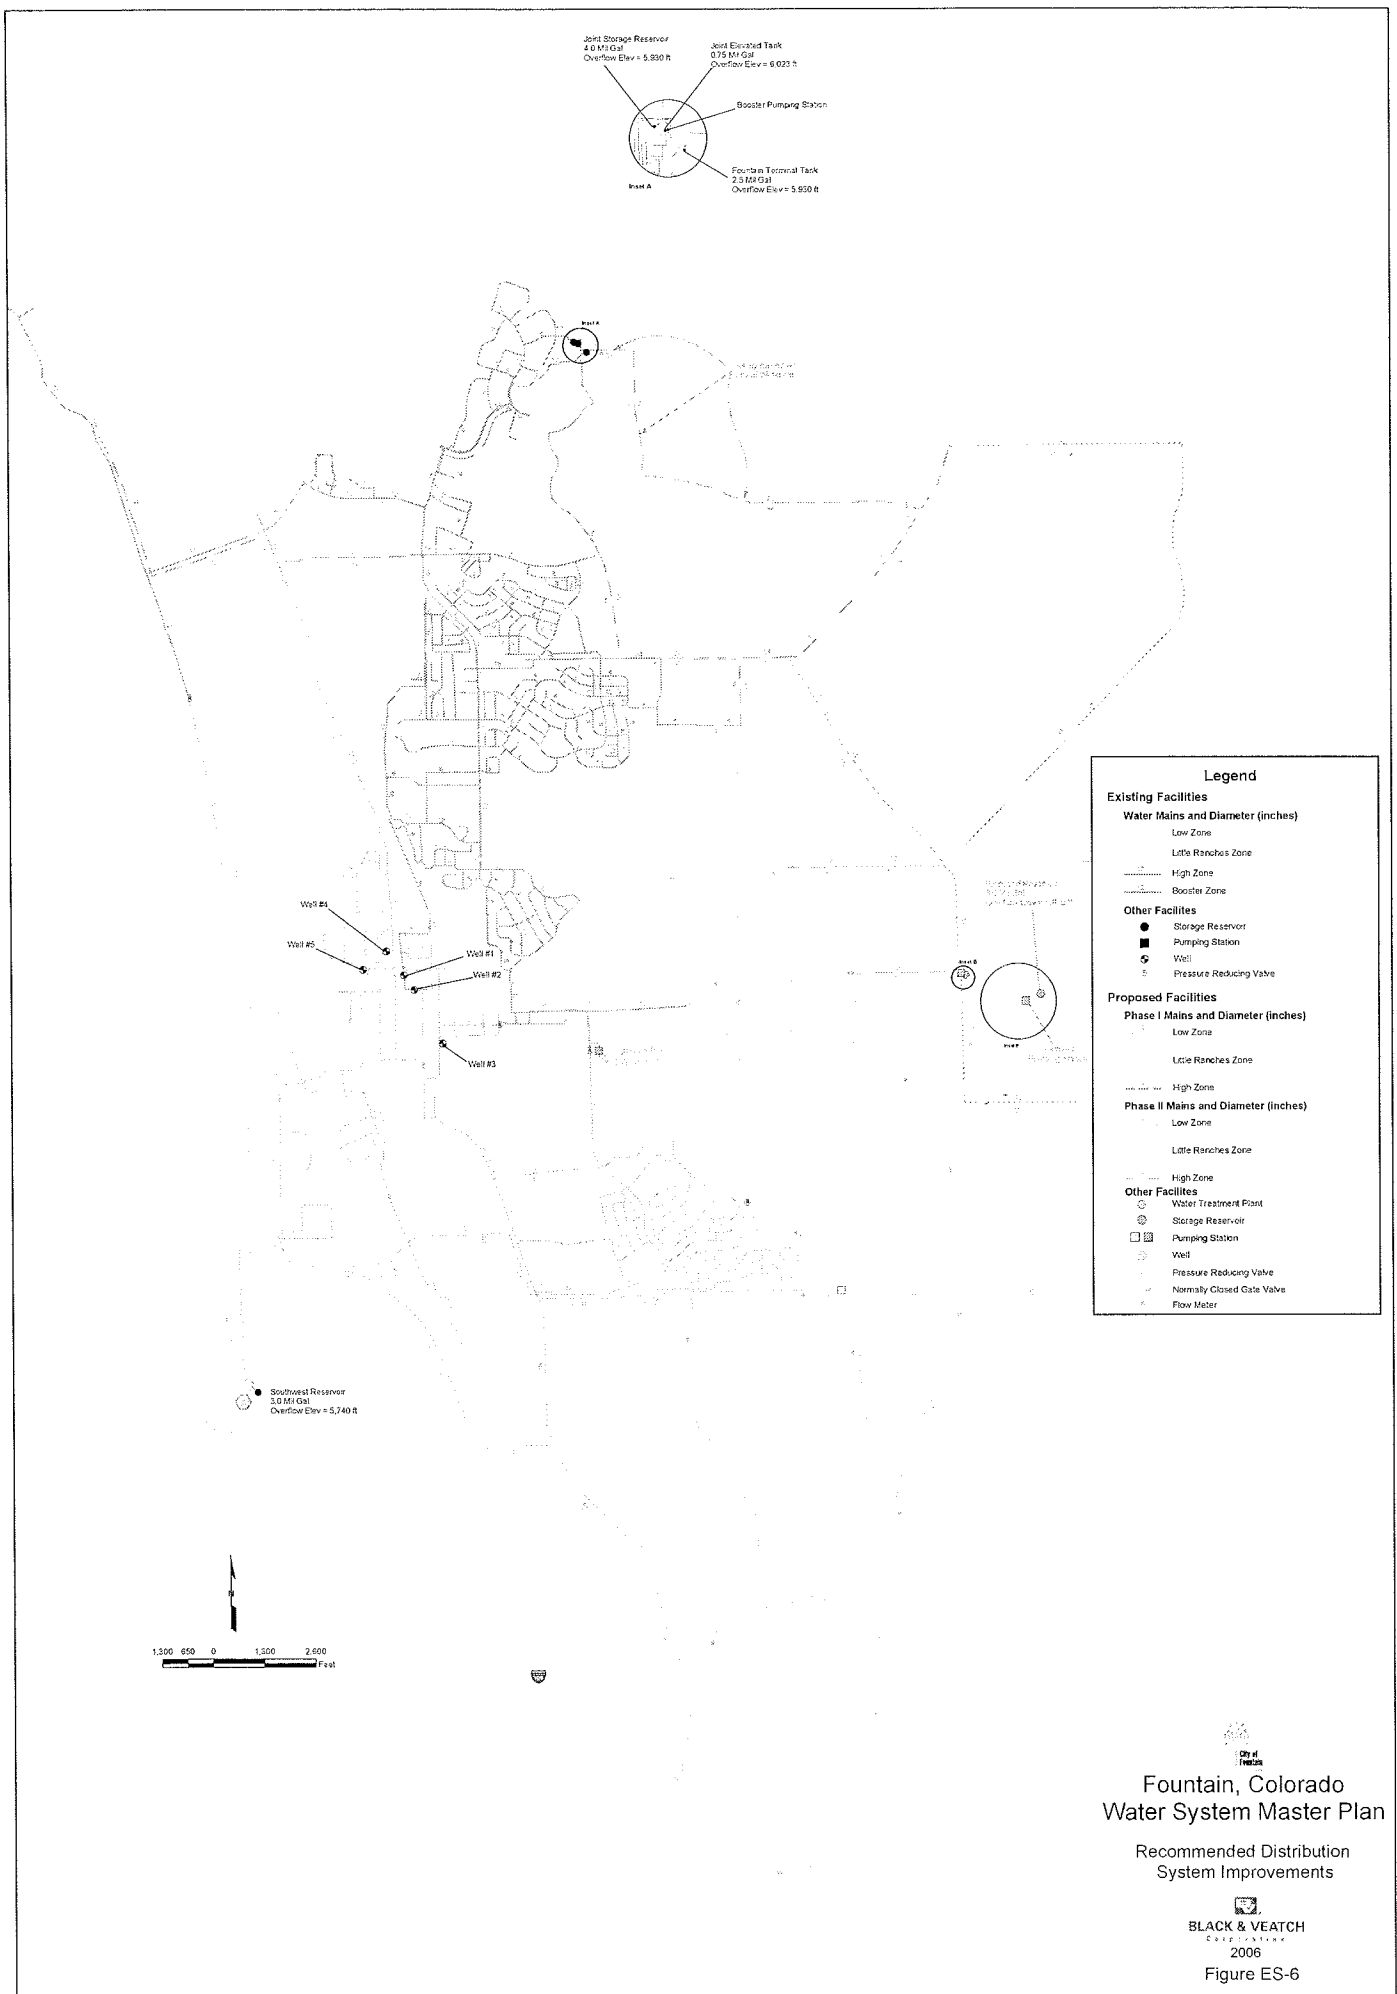 Joint Storage Reservoir
4.0 Mil Gal
Overflow Elev = 5,930 ft
Joint Elevated Tank
0.75 Mil Gal
Overflow Elev = 6,023 ft
Booster Pumping Station
Fountain Terminal Tank
2.5 Mil Gal
Overflow Elev = 5,930 ft
Inset A
Inset A
Legend
Existing Facilities
Water Mains and Diameter (inches)
Low Zone
Little Ranches Zone
High Zone
Booster Zone
Other Facilites
Storage Reservoir
Pumping Station
Well
Pressure Reducing Valve
Proposed Facilities
Phase I Mains and Diameter (inches)
Low Zone
Little Ranches Zone
High Zone
Phase II Mains and Diameter (inches)
Low Zone
Little Ranches Zone
High Zone
Other Facilites
Water Treatment Plant
Storage Reservoir
Pumping Station
Well
Pressure Reducing Valve
Normally Closed Gate Valve
Flow Meter
Well #4
Well #5
Well #1
Well #2
Well #3
Inset B
Southwest Reservoir
3.0 Mil Gal
Overflow Elev = 5,740 ft
N
1,300 650 0 1,300 2,600
Feet
City of
Fountain
Fountain, Colorado
Water System Master Plan
Recommended Distribution
System Improvements
BLACK & VEATCH
Corporation
2006
Figure ES-6